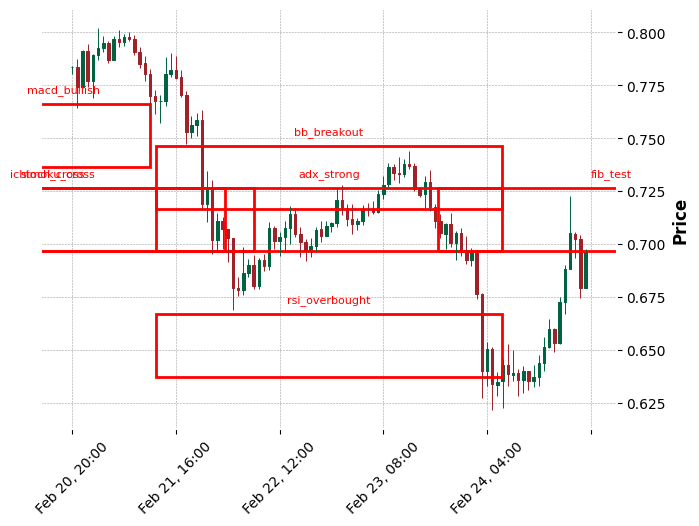 0.800
0.775
macd_bullish
0.750
bb_breakout
adx_strong
fib_test
0.725
Price
0.700
0.675
rsi_overbought
0.650
0.625
Feb 20, 20:00
Feb 21, 16:00
Feb 22, 12:00
Feb 23, 08:00
Feb 24, 04:00